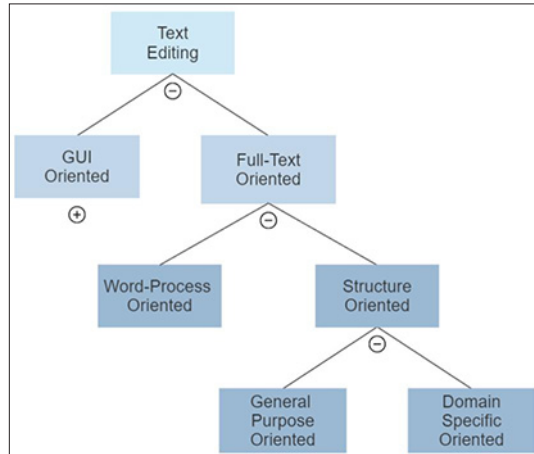 Text
Editing
GUI
Oriented
Full-Text
Oriented
Word-Process
Oriented
Structure
Oriented
General
Purpose
Oriented
Domain
Specific
Oriented